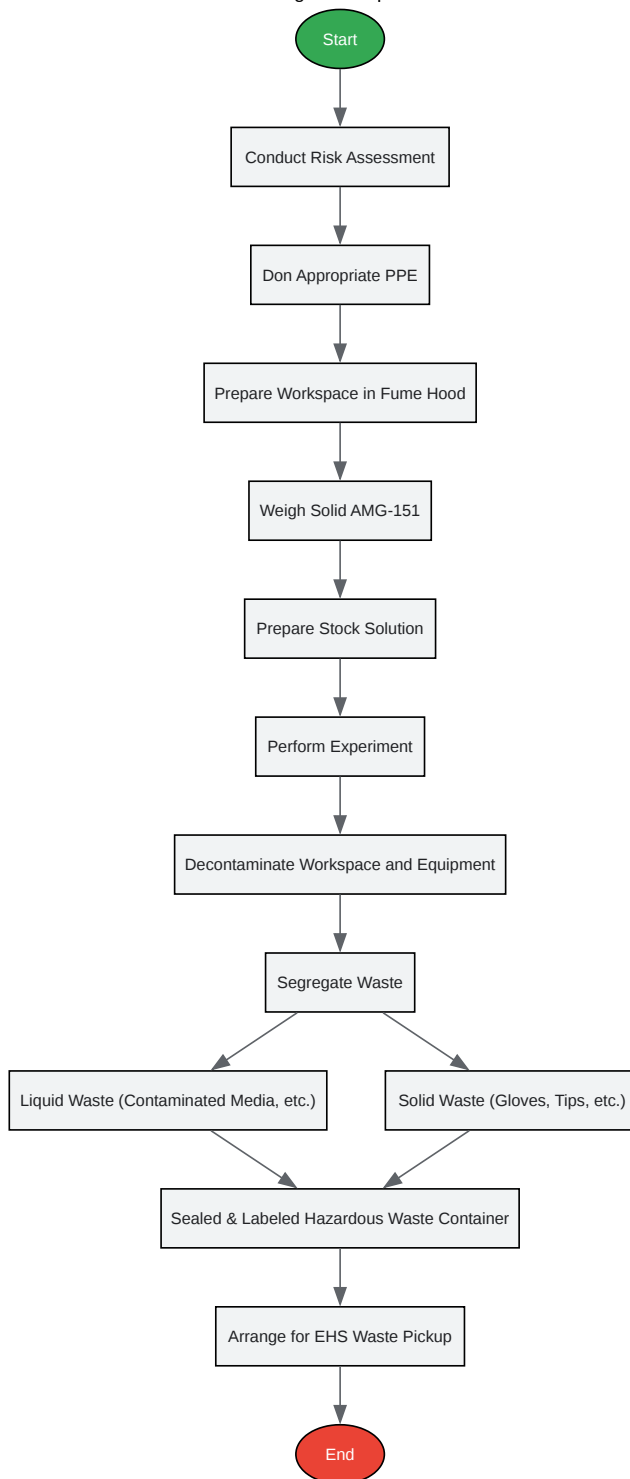 Start
Conduct Risk Assessment
Don Appropriate PPE
Prepare Workspace in Fume Hood
Weigh Solid AMG-151
Prepare Stock Solution
Perform Experiment
Decontaminate Workspace and Equipment
Segregate Waste
Liquid Waste (Contaminated Media, etc.)
Solid Waste (Gloves, Tips, etc.)
Sealed & Labeled Hazardous Waste Container
Arrange for EHS Waste Pickup
End